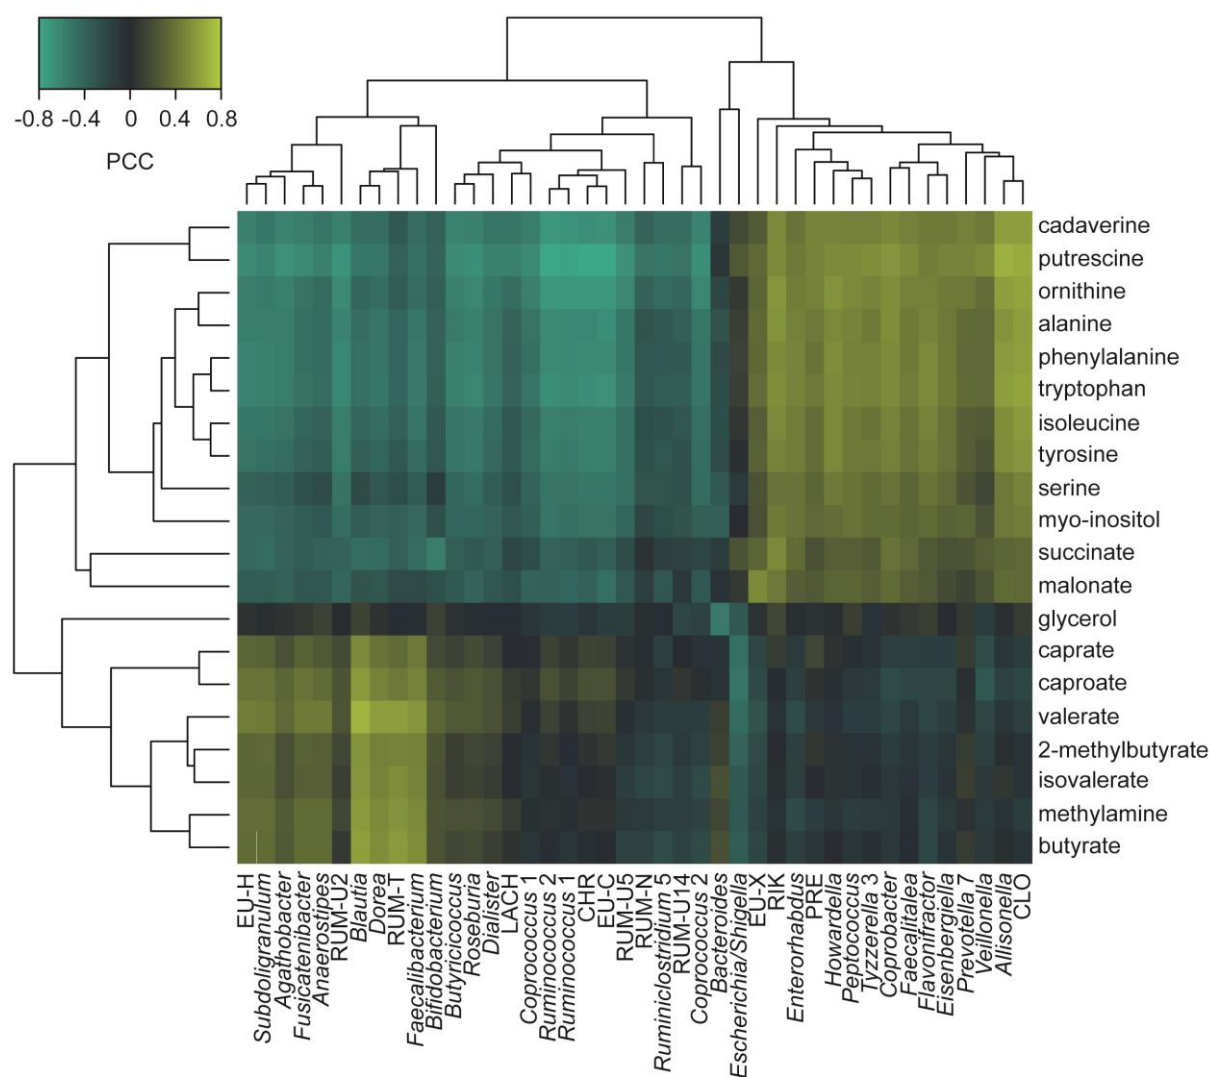 -0.8 -0.4 0 0.4 0.8
PCC
cadaverine
putrescine
ornithine
alanine
phenylalanine
tryptophan
isoleucine
tyrosine
serine
myo-inositol
succinate
malonate
glycerol
caprate
caproate
valerate
2-methylbutyrate
isovalerate
methylamine
butyrate
EU-H
Subdoligranulum
Agathobacter
Fusicatenibacter
Anaerostipes
RUM-U2
Blautia
Dorea
RUM-T
Faecalibacterium
Bifidobacterium
Butyricicoccus
Roseburia
Dialister
LACH
Coprococcus 1
Ruminococcus 2
Ruminococcus 1
CHR
EU-C
RUM-U5
RUM-N
Ruminiclostridium 5
RUM-U14
Coprococcus 2
Bacteroides
Escherichia/Shigella
EU-X
RIK
Enterorhabdus
PRE
Howardella
Peptococcus
Tyzzerella 3
Coprobacter
Faecalitalea
Flavonifractor
Eisenbergiella
Prevotella 7
Veillonella
Allisonella
CLO